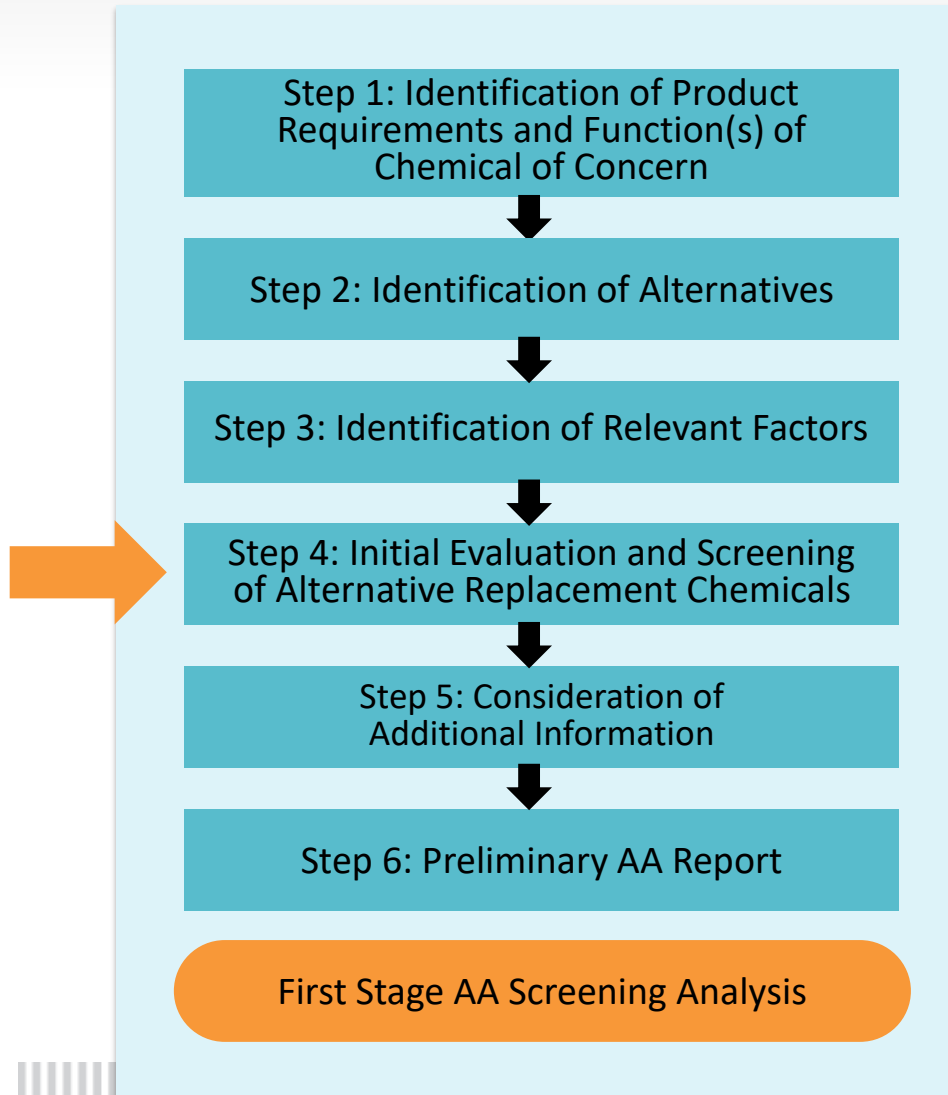 Step 1: Identification of Product
Requirements and Function(s) of
Chemical of Concern
Step 2: Identification of Alternatives
Step 3: Identification of Relevant Factors
Step 4: Initial Evaluation and Screening
of Alternative Replacement Chemicals
Step 5: Consideration of
Additional Information
Step 6: Preliminary AA Report
First Stage AA Screening Analysis